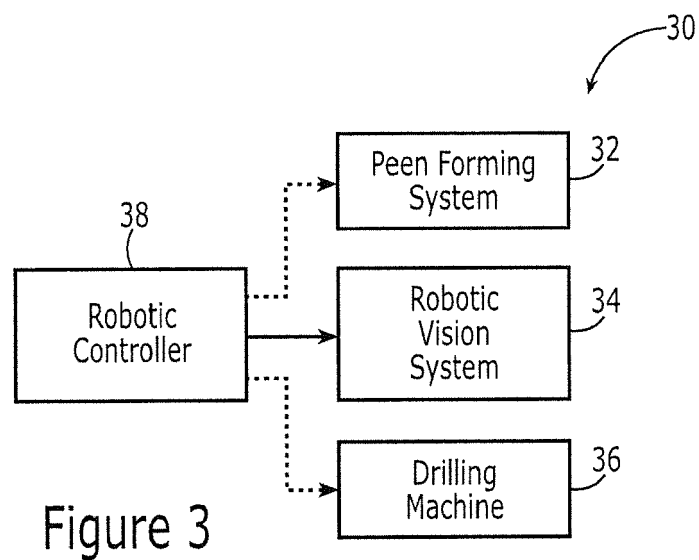 30
Peen Forming
System
32
38
Robotic
Controller
Robotic
Vision
System
34
Drilling
Machine
36
Figure 3